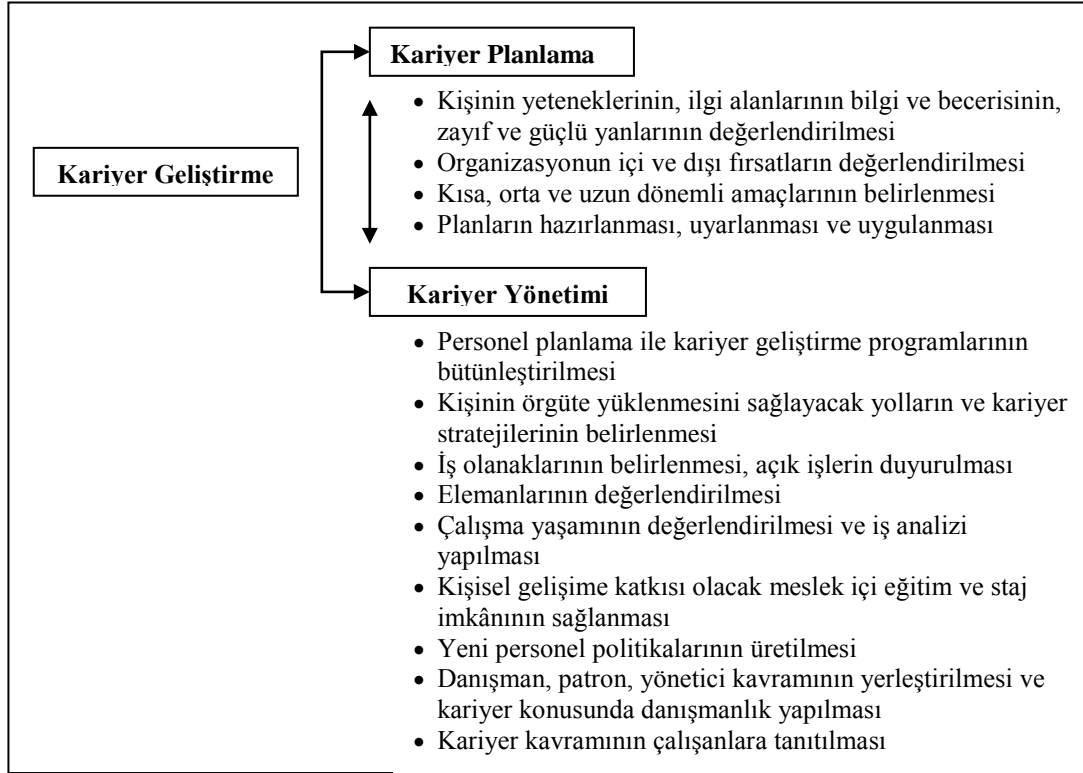 Kariyer Planlama
• Kişinin yeteneklerinin, ilgi alanlarının bilgi ve becerisinin,
zayıf ve güçlü yanlarının değerlendirilmesi
• Organizasyonun içi ve dışı fırsatların değerlendirilmesi
Kariyer Geliştirme
• Kısa, orta ve uzun dönemli amaçlarının belirlenmesi
• Planların hazırlanması, uyarlanması ve uygulanması
Kariyer Yönetimi
• Personel planlama ile kariyer geliştirme programlarının
bütünleştirilmesi
• Kişinin örgüte yüklenmesini sağlayacak yolların ve kariyer
stratejilerinin belirlenmesi
• İş olanaklarının belirlenmesi, açık işlerin duyurulması
• Elemanlarının değerlendirilmesi
• Çalışma yaşamının değerlendirilmesi ve iş analizi
yapılması
• Kişisel gelişime katkısı olacak meslek içi eğitim ve staj
imkânının sağlanması
• Yeni personel politikalarının üretilmesi
• Danışman, patron, yönetici kavramının yerleştirilmesi ve
kariyer konusunda danışmanlık yapılması
• Kariyer kavramının çalışanlara tanıtılması